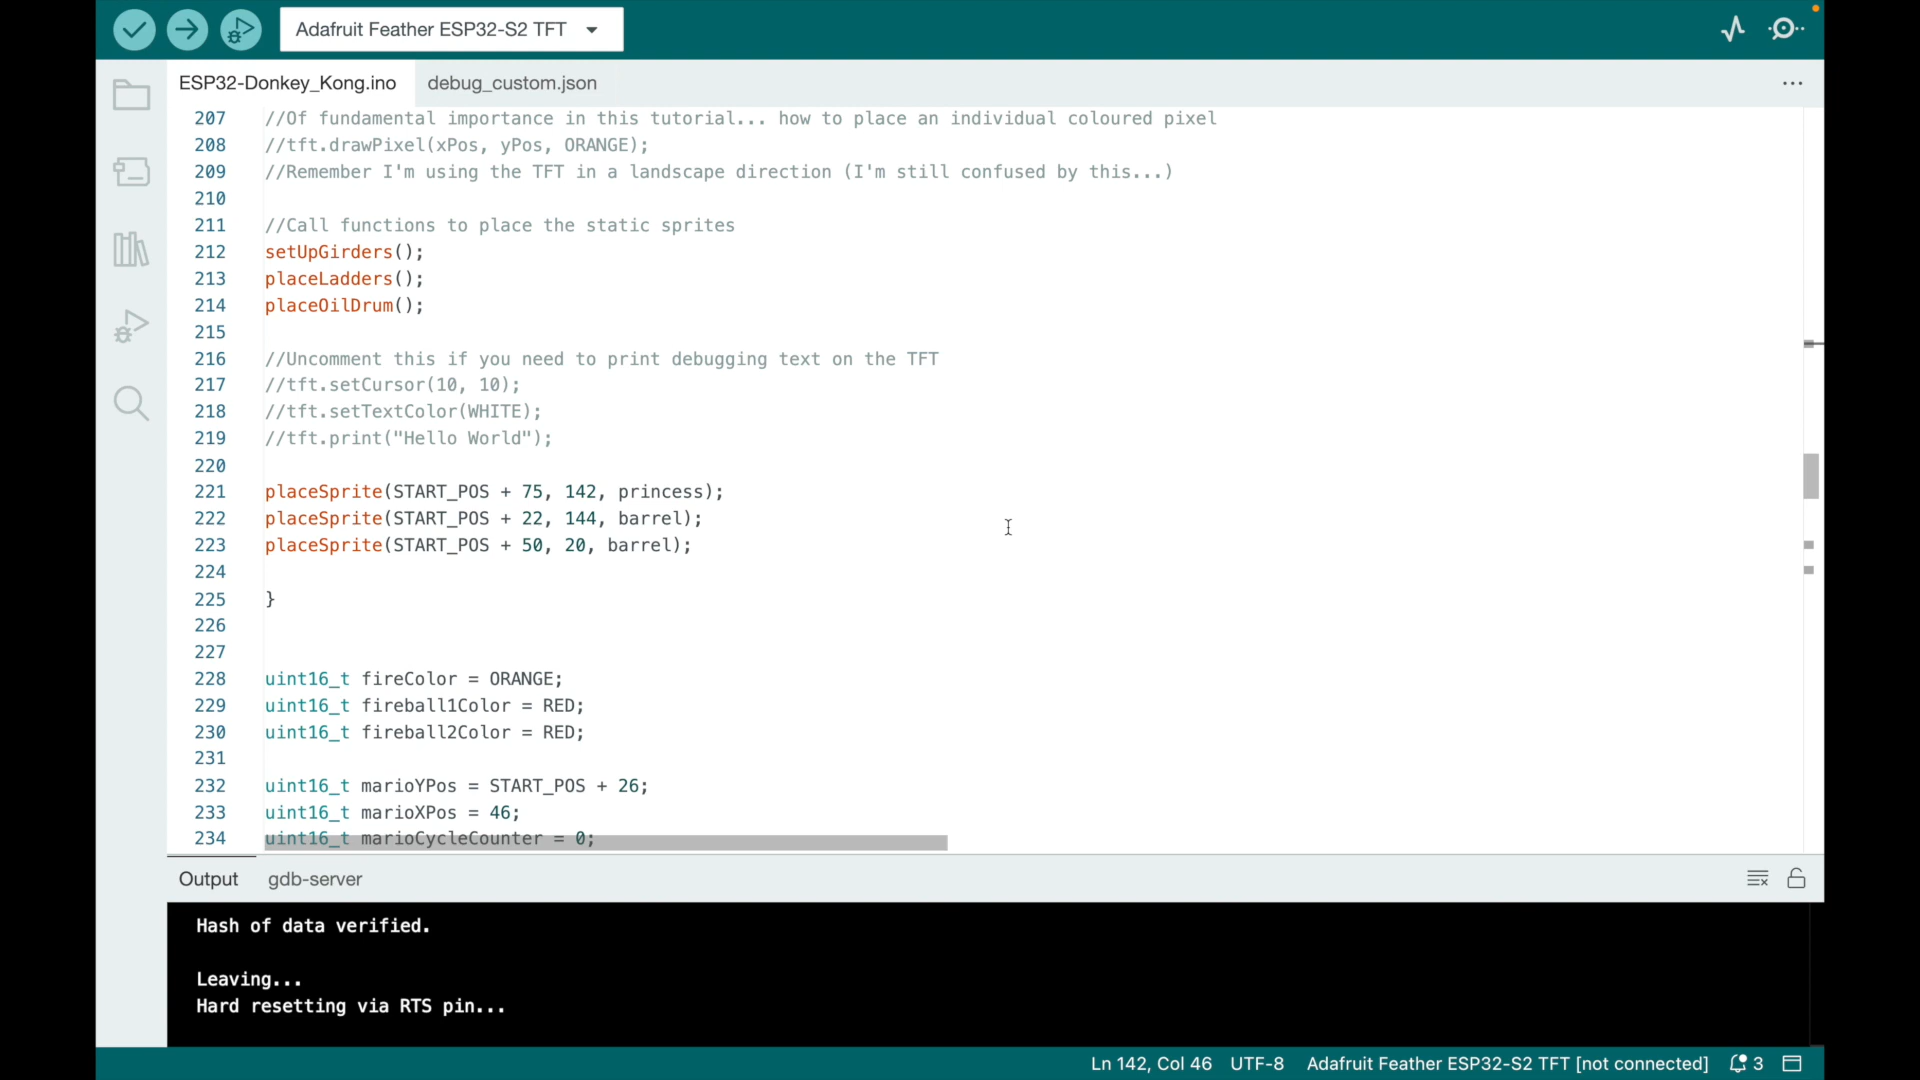 Adafruit Feather ESP32-S2 TFT
ESP32-Donkey_Kong.ino debug_custom.json
207 //Of fundamental importance in this tutorial... how to place an individual coloured pixel
208 //tft.drawPixel(xPos, yPos, ORANGE);
209 //Remember I'm using the TFT in a landscape direction (I'm still confused by this...)
210
211 //Call functions to place the static sprites
212 setUpGirders();
213 placeLadders();
214 placeOilDrum();
215
216 //Uncomment this if you need to print debugging text on the TFT
217 //tft.setCursor(10, 10);
218 //tft.setTextColor(WHITE);
219 //tft.print("Hello World");
220
221 placeSprite(START_POS + 75, 142, princess);
222 placeSprite(START_POS + 22, 144, barrel);
223 placeSprite(START_POS + 50, 20, barrel);
224
225 }
226
227
228 uint16_t fireColor = ORANGE;
229 uint16_t fireball1Color = RED;
230 uint16_t fireball2Color = RED;
231
232 uint16_t marioYPos = START_POS + 26;
233 uint16_t marioXPos = 46;
234 uint16_t marioCycleCounter = 0;
Output gdb-server
Hash of data verified.
Leaving...
Hard resetting via RTS pin...
Ln 142, Col 46 UTF-8 Adafruit Feather ESP32-S2 TFT [not connected] 3